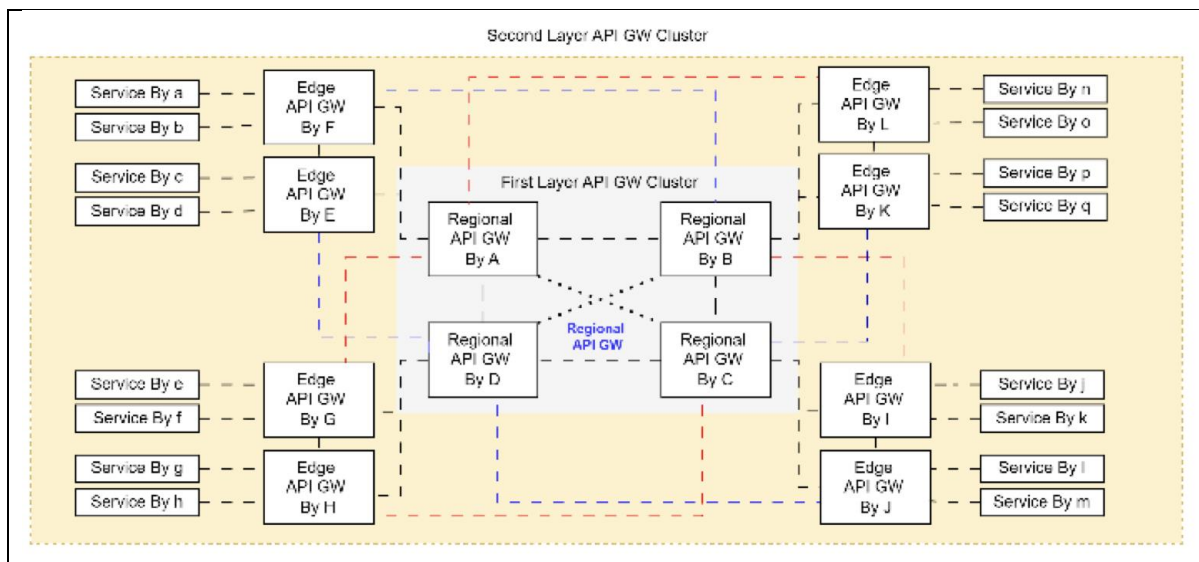 Second Layer API GW Cluster
Service By a
Service By b
Service By c
Service By d
Edge
API GW
By F
Edge
API GW
By E
Edge
API GW
By L
Edge
API GW
By K
Service By n
Service By o
Service By p
Service By q
First Layer API GW Cluster
Regional
API GW
By A
Regional
API GW
By B
Regional
API GW
By D
Regional
API GW
By C
Regional
API GW
Service By e
Service By f
Service By g
Service By h
Edge
API GW
By G
Edge
API GW
By H
Edge
API GW
By I
Edge
API GW
By J
Service By j
Service By k
Service By l
Service By m